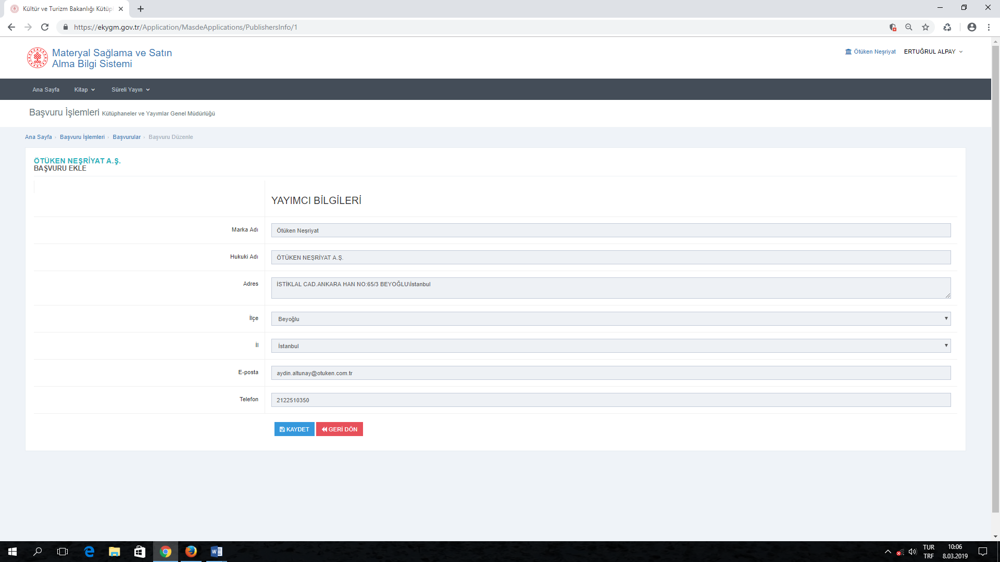 Kültür ve Turizm Bakanlığı Kütüp
https://ekygm.gov.tr/Application/MasdeApplications/PublishersInfo/1
Materyal Sağlama ve Satın
Alma Bilgi Sistemi
Ötüken Neşriyat ERTUĞRUL ALPAY
Ana Sayfa Kitap Süreli Yayın
Başvuru İşlemleri Kütüphaneler ve Yayımlar Genel Müdürlüğü
Ana Sayfa › Başvuru İşlemleri › Başvurular › Başvuru Düzenle
ÖTÜKEN NEŞRİYAT A.Ş.
BAŞVURU EKLE
YAYIMCI BİLGİLERİ
Marka Adı Ötüken Neşriyat
Hukuki Adı ÖTÜKEN NEŞRİYAT A.Ş.
Adres İSTİKLAL CAD.ANKARA HAN NO:65/3 BEYOĞLU\İstanbul
İlçe Beyoğlu
İl İstanbul
E-posta aydin.altunay@otuken.com.tr
Telefon 2122510350
KAYDET GERİ DÖN
TUR 10:06
TRF 8.03.2019